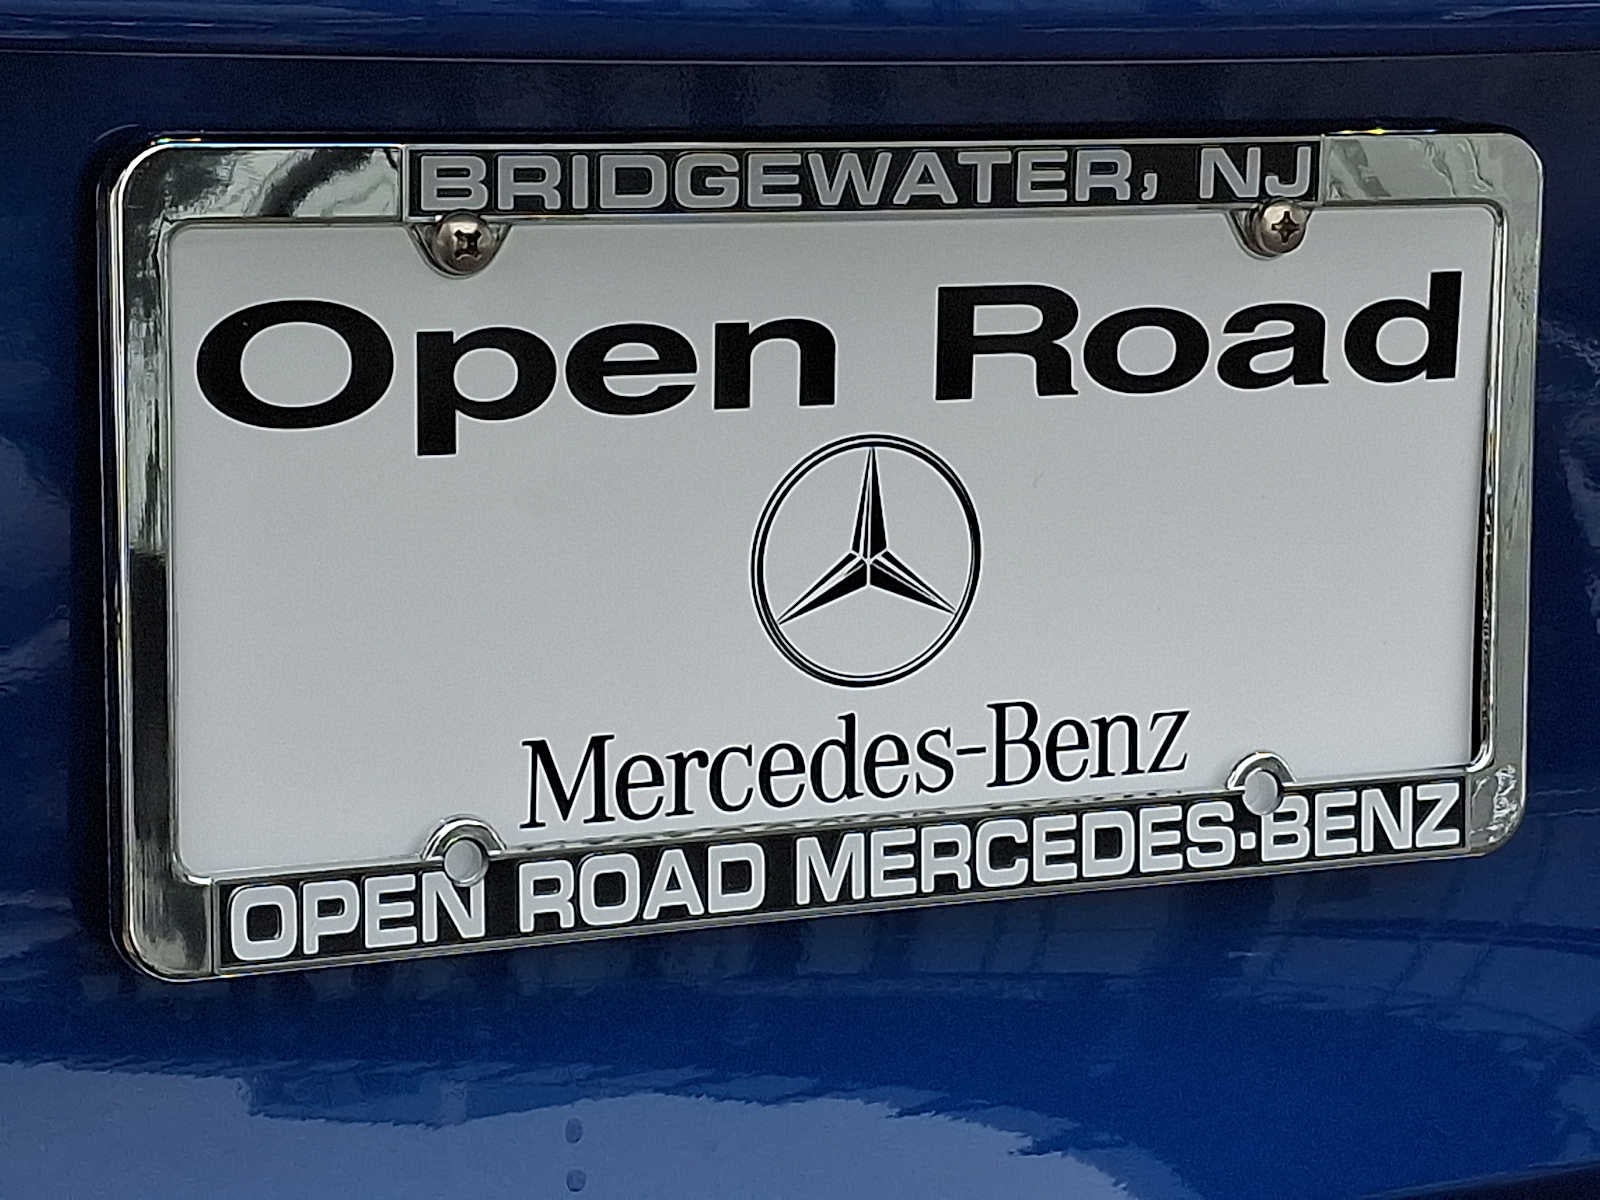 BRIDGEWATER, NJ
Open Road
Mercedes-Benz
OPEN ROAD MERCEDES-BENZ